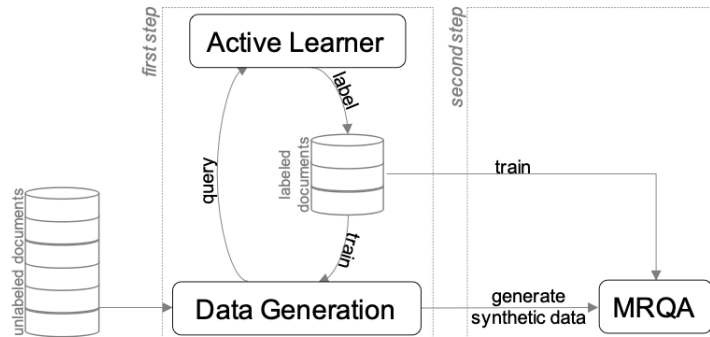 first step
Active Learner
second step
label
query
labeled
documents
train
train
unlabeled documents
Data Generation
generate
synthetic data
MRQA